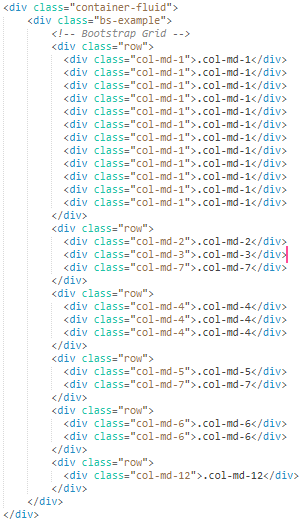 <div class="container-fluid">
<div class="bs-example">
<!-- Bootstrap Grid -->
<div class="row">
<div class="col-md-1">.col-md-1</div>
<div class="col-md-1">.col-md-1</div>
<div class="col-md-1">.col-md-1</div>
<div class="col-md-1">.col-md-1</div>
<div class="col-md-1">.col-md-1</div>
<div class="col-md-1">.col-md-1</div>
<div class="col-md-1">.col-md-1</div>
<div class="col-md-1">.col-md-1</div>
<div class="col-md-1">.col-md-1</div>
<div class="col-md-1">.col-md-1</div>
<div class="col-md-1">.col-md-1</div>
<div class="col-md-1">.col-md-1</div>
</div>
<div class="row">
<div class="col-md-2">.col-md-2</div>
<div class="col-md-3">.col-md-3</div>
<div class="col-md-7">.col-md-7</div>
</div>
<div class="row">
<div class="col-md-4">.col-md-4</div>
<div class="col-md-4">.col-md-4</div>
<div class="col-md-4">.col-md-4</div>
</div>
<div class="row">
<div class="col-md-5">.col-md-5</div>
<div class="col-md-7">.col-md-7</div>
</div>
<div class="row">
<div class="col-md-6">.col-md-6</div>
<div class="col-md-6">.col-md-6</div>
</div>
<div class="row">
<div class="col-md-12">.col-md-12</div>
</div>
</div>
</div>